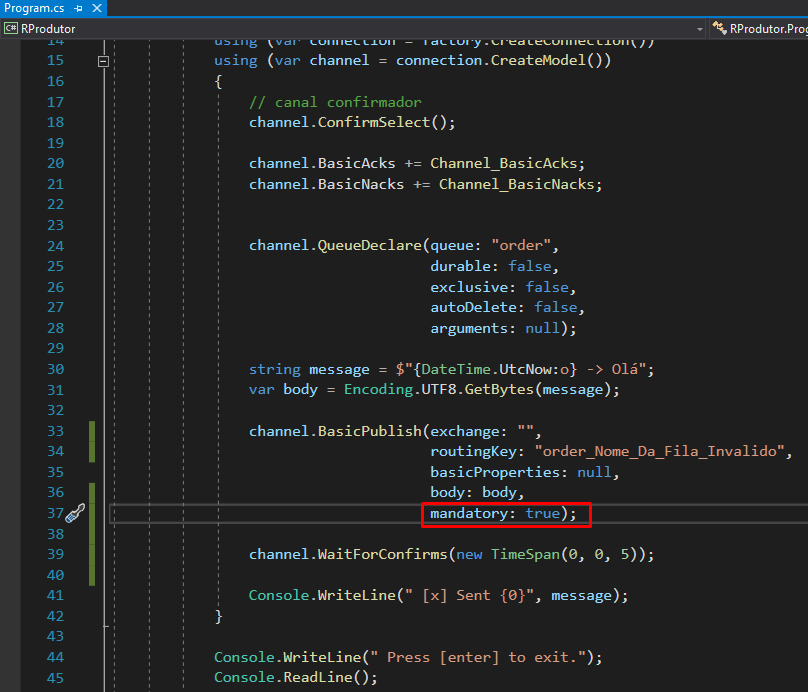 Program.cs
C# RProdutor
RProdutor.Prog
14 using (var connection = factory.CreateConnection())
15 using (var channel = connection.CreateModel())
16 {
17 // canal confirmador
18 channel.ConfirmSelect();
19
20 channel.BasicAcks += Channel_BasicAcks;
21 channel.BasicNacks += Channel_BasicNacks;
22
23
24 channel.QueueDeclare(queue: "order",
25 durable: false,
26 exclusive: false,
27 autoDelete: false,
28 arguments: null);
29
30 string message = $"{DateTime.UtcNow:o} -> Olá";
31 var body = Encoding.UTF8.GetBytes(message);
32
33 channel.BasicPublish(exchange: "",
34 routingKey: "order_Nome_Da_Fila_Invalido",
35 basicProperties: null,
36 body: body,
37 mandatory: true);
38
39 channel.WaitForConfirms(new TimeSpan(0, 0, 5));
40
41 Console.WriteLine(" [x] Sent {0}", message);
42 }
43
44 Console.WriteLine(" Press [enter] to exit.");
45 Console.ReadLine();